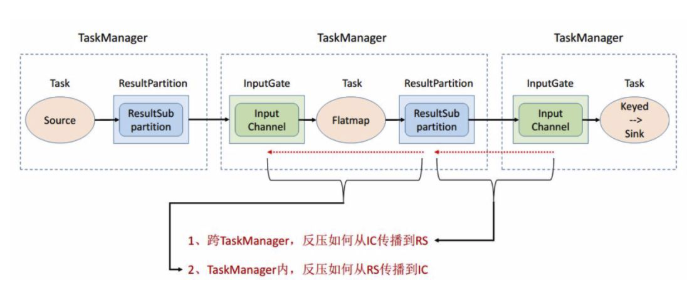 TaskManager
TaskManager
TaskManager
Task
ResultPartition
InputGate
Task
ResultPartition
InputGate
Task
Source
ResultSub
partition
Input
Channel
Flatmap
ResultSub
partition
Input
Channel
Keyed
-->
Sink
1、跨TaskManager，反压如何从IC传播到RS
2、TaskManager内，反压如何从RS传播到IC